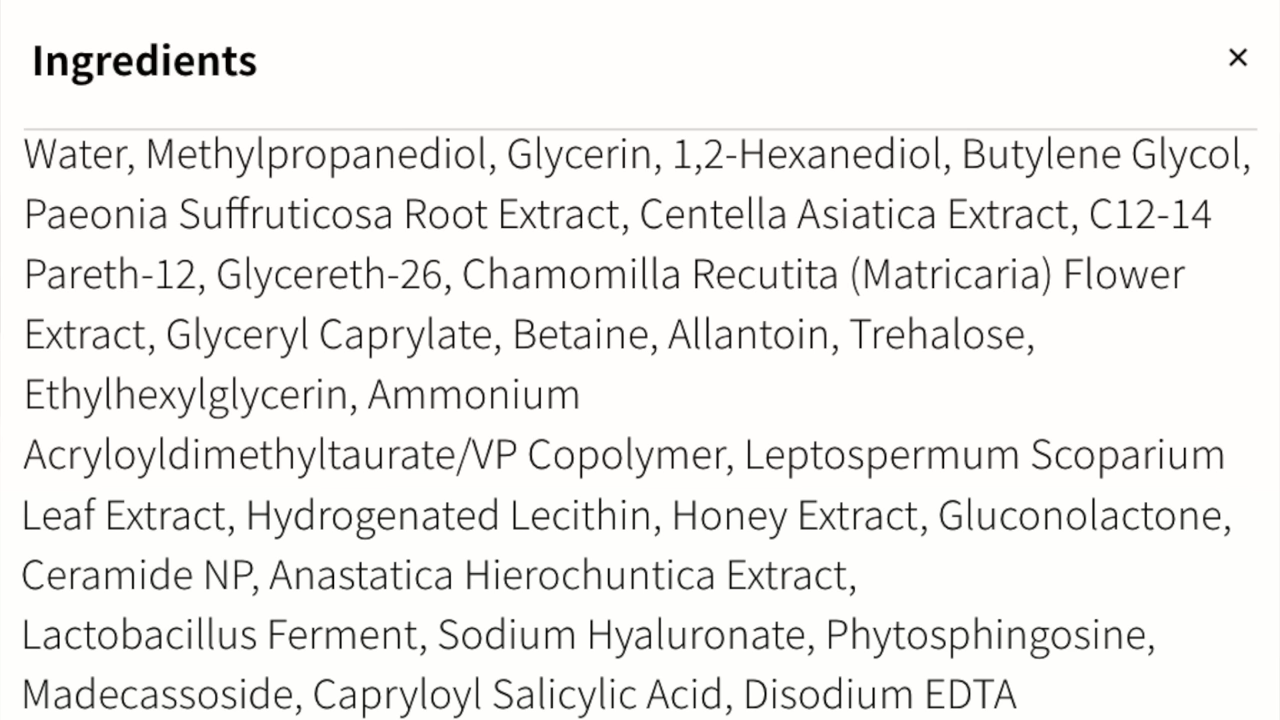 Ingredients ×
Water, Methylpropanediol, Glycerin, 1,2-Hexanediol, Butylene Glycol,
Paeonia Suffruticosa Root Extract, Centella Asiatica Extract, C12-14
Pareth-12, Glycereth-26, Chamomilla Recutita (Matricaria) Flower
Extract, Glyceryl Caprylate, Betaine, Allantoin, Trehalose,
Ethylhexylglycerin, Ammonium
Acryloyldimethyltaurate/VP Copolymer, Leptospermum Scoparium
Leaf Extract, Hydrogenated Lecithin, Honey Extract, Gluconolactone,
Ceramide NP, Anastatica Hierochuntica Extract,
Lactobacillus Ferment, Sodium Hyaluronate, Phytosphingosine,
Madecassoside, Capryloyl Salicylic Acid, Disodium EDTA